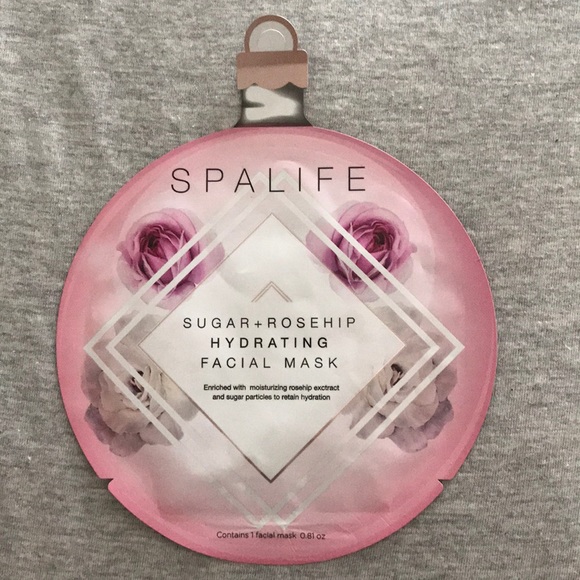 SPALIFE
SUGAR+ROSEHIP
HYDRATING
FACIAL MASK
Enriched with moisturizing rosehip exctract
and sugar particles to retain hydration
Contains 1 facial mask 0.81 oz